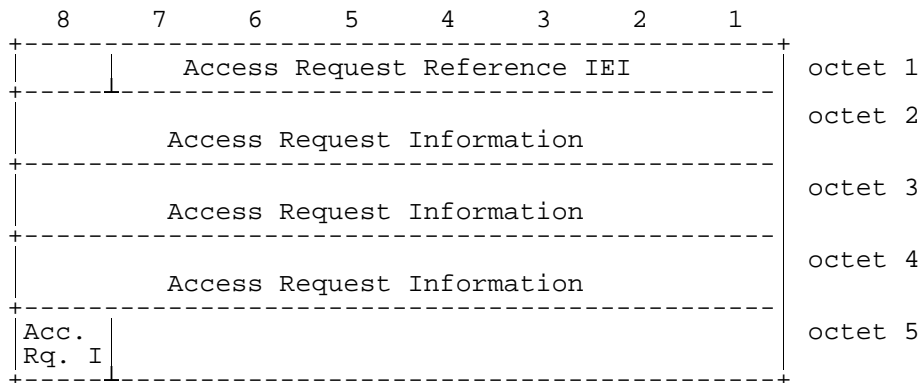 8 7 6 5 4 3 2 1
Access Request Reference IEI octet 1
octet 2
Access Request Information
octet 3
Access Request Information
octet 4
Access Request Information
Acc. octet 5
Rq. I